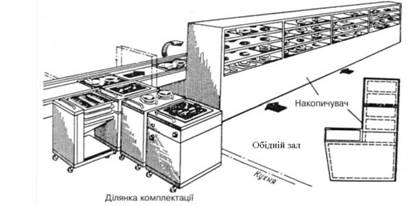 Накопичувач
Обідній зал
Кухня
Ділянка комплектації